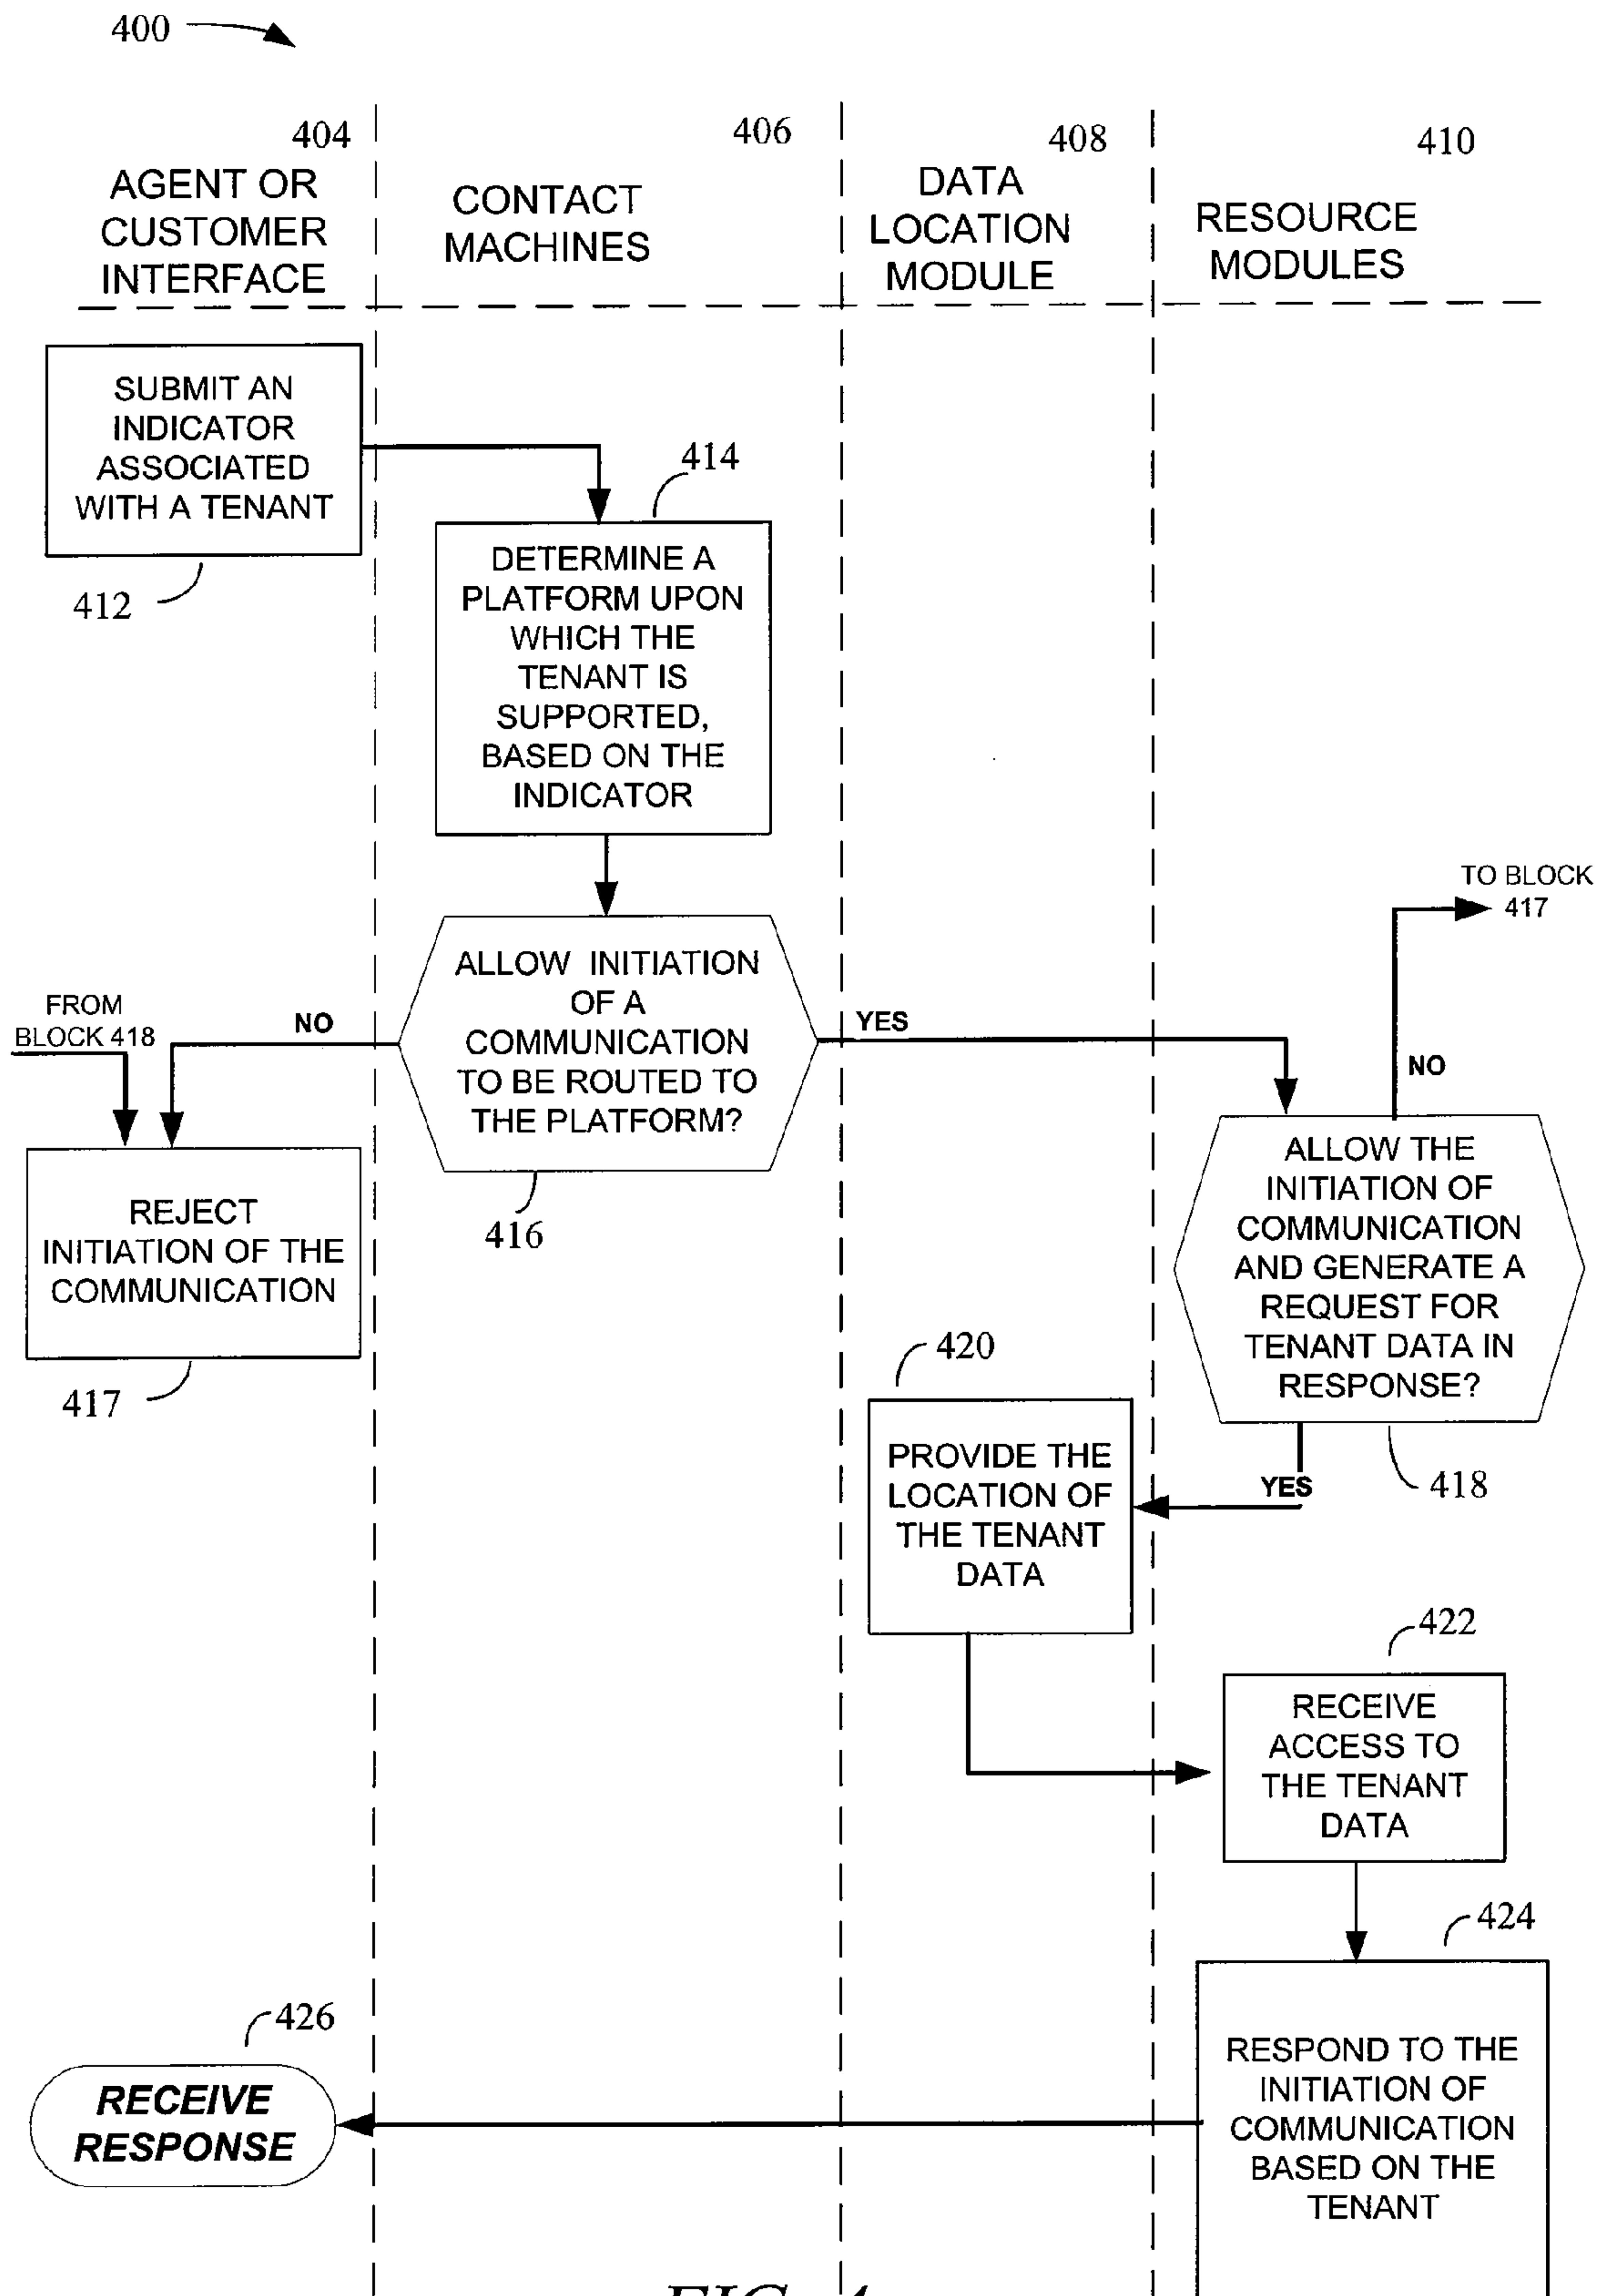 400
404
AGENT OR
CUSTOMER
INTERFACE
406
CONTACT
MACHINES
408
DATA
LOCATION
MODULE
410
RESOURCE
MODULES
SUBMIT AN
INDICATOR
ASSOCIATED
WITH A TENANT
412
414
DETERMINE A
PLATFORM UPON
WHICH THE
TENANT IS
SUPPORTED,
BASED ON THE
INDICATOR
ALLOW INITIATION
OF A
COMMUNICATION
TO BE ROUTED TO
THE PLATFORM?
416
NO
YES
FROM
BLOCK 418
REJECT
INITIATION OF THE
COMMUNICATION
417
TO BLOCK
417
NO
ALLOW THE
INITIATION OF
COMMUNICATION
AND GENERATE A
REQUEST FOR
TENANT DATA IN
RESPONSE?
YES
418
420
PROVIDE THE
LOCATION OF
THE TENANT
DATA
422
RECEIVE
ACCESS TO
THE TENANT
DATA
424
RESPOND TO THE
INITIATION OF
COMMUNICATION
BASED ON THE
TENANT
426
RECEIVE
RESPONSE
FIG. 4